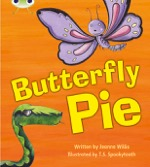 Butterfly
Pie
Written by Jeanne Willis
Illustrated by T.S. Spookytooth